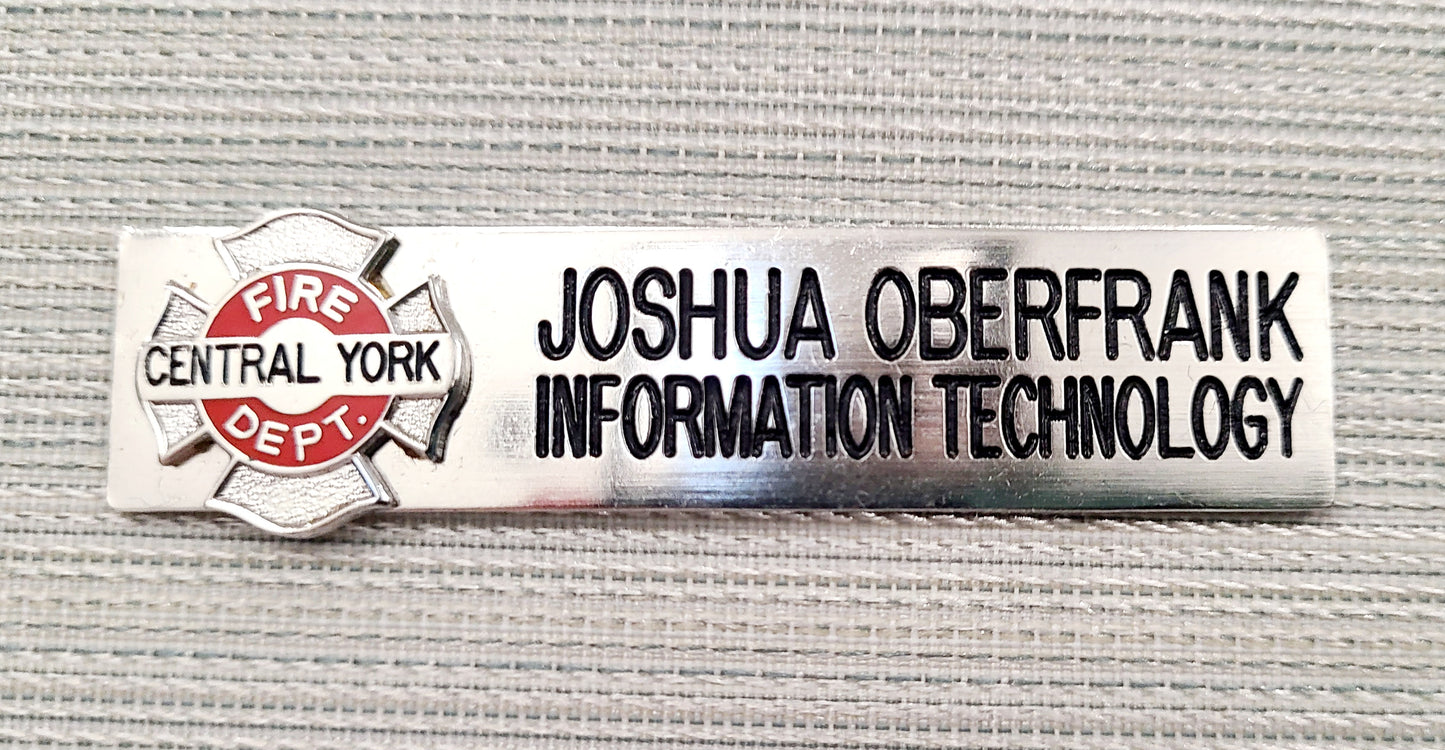 FIRE
CENTRAL YORK
DEPT.
JOSHUA OBERFRANK
INFORMATION TECHNOLOGY